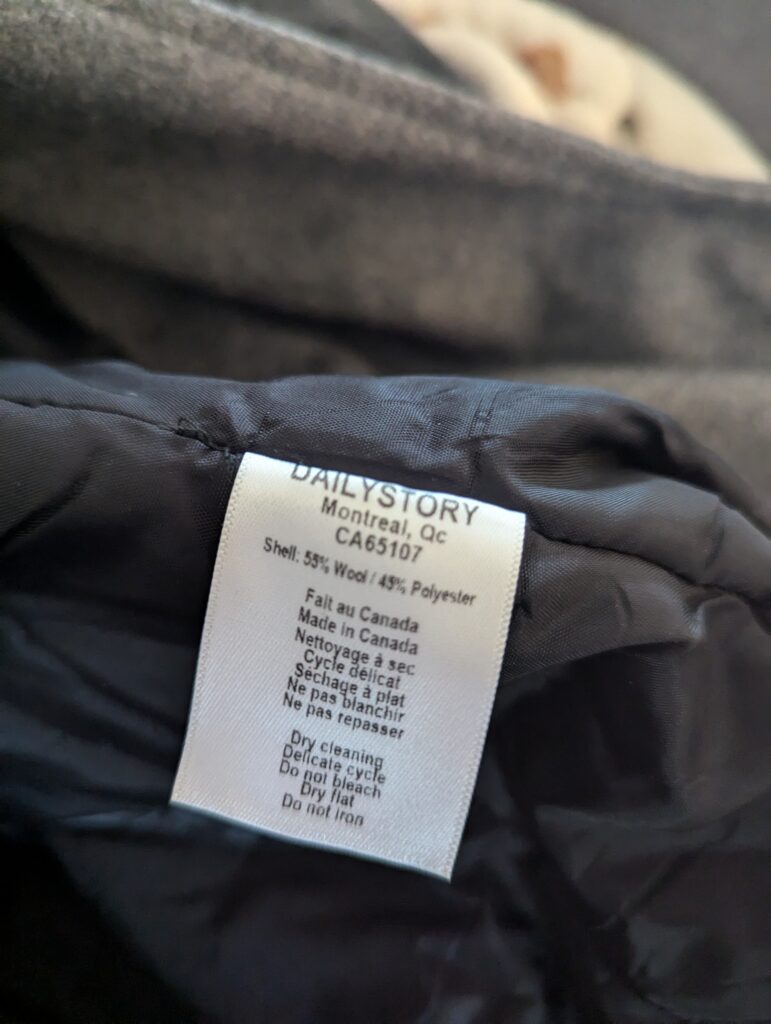 DAILYSTORY
Montreal, Qc
CA65107
Shell: 55% Wool / 45% Polyester
Fait au Canada
Made in Canada
Nettoyage à sec
Cycle délicat
Séchage à plat
Ne pas blanchir
Ne pas repasser
Dry cleaning
Delicate cycle
Do not bleach
Dry flat
Do not iron